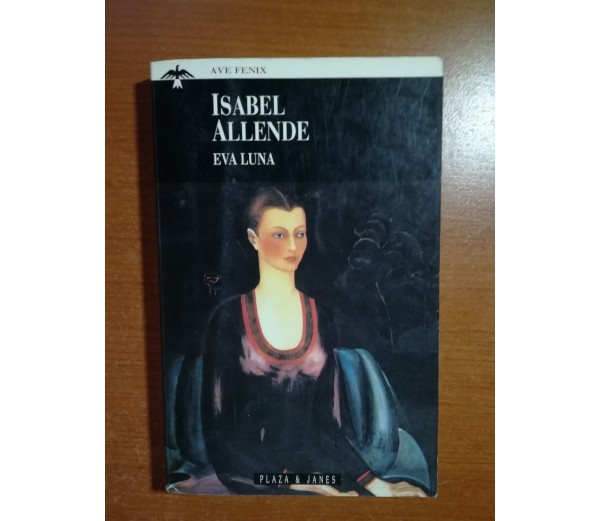 AVE FENIX
ISABEL
ALLENDE
EVA LUNA
PLAZA & JANES